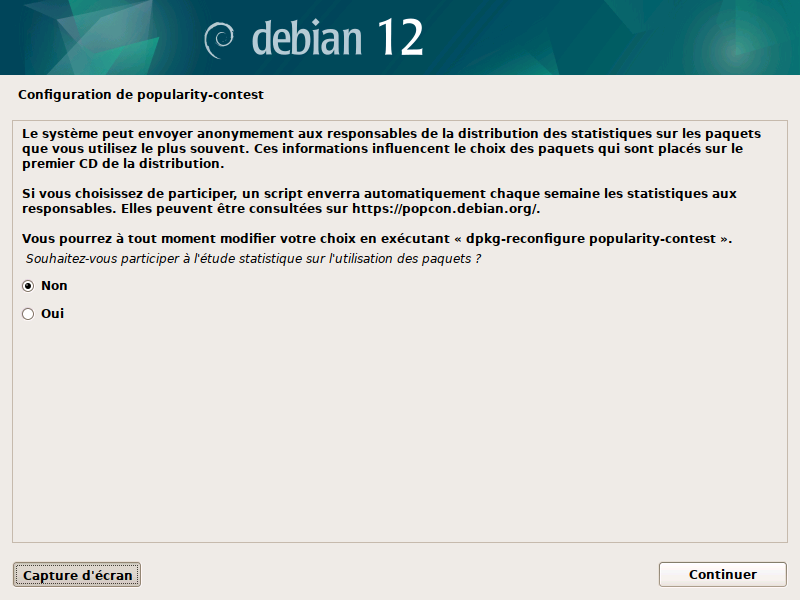 debian 12
Configuration de popularity-contest
Le système peut envoyer anonymement aux responsables de la distribution des statistiques sur les paquets
que vous utilisez le plus souvent. Ces informations influencent le choix des paquets qui sont placés sur le
premier CD de la distribution.
Si vous choisissez de participer, un script enverra automatiquement chaque semaine les statistiques aux
responsables. Elles peuvent être consultées sur https://popcon.debian.org/.
Vous pourrez à tout moment modifier votre choix en exécutant « dpkg-reconfigure popularity-contest ».
Souhaitez-vous participer à l'étude statistique sur l'utilisation des paquets ?
Non
Oui
Capture d'écran
Continuer